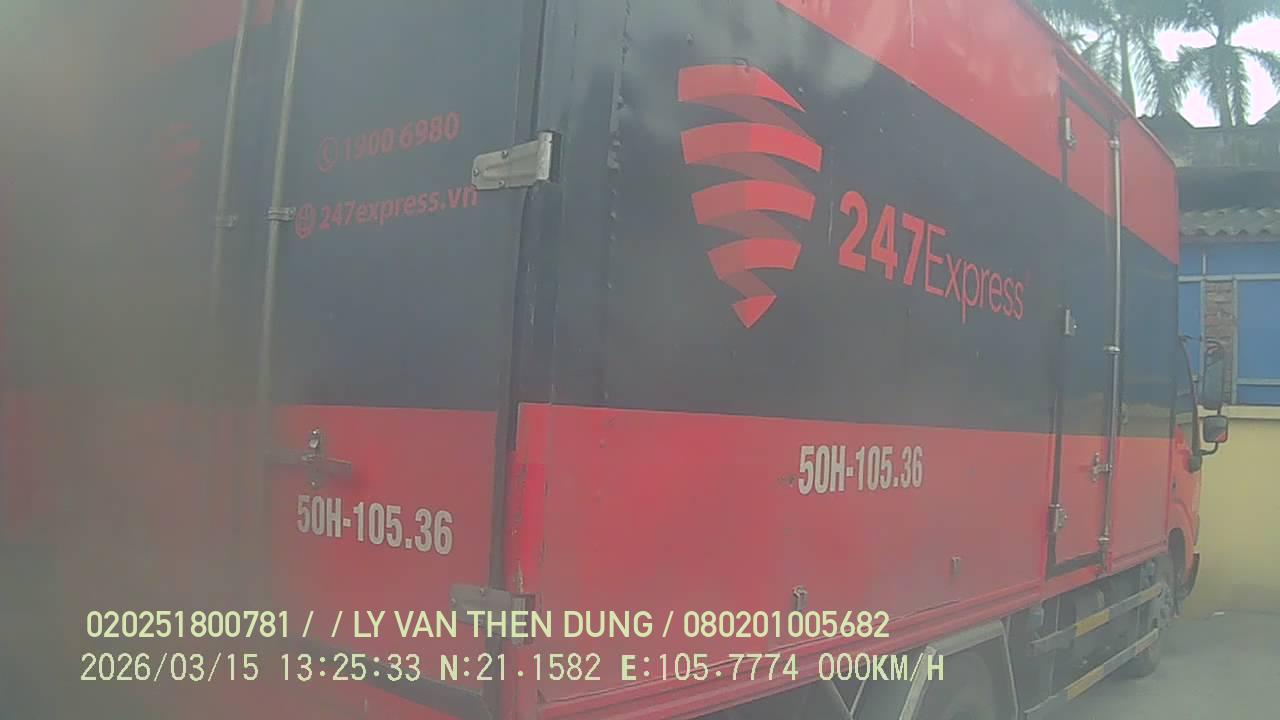 1900 6980
247express.vn
247Express
50H-105.36
50H-105.36
020251800781 / / LY VAN THEN DUNG / 080201005682
2026/03/15 13:25:33 N:21.1582 E:105.7774 000KM/H